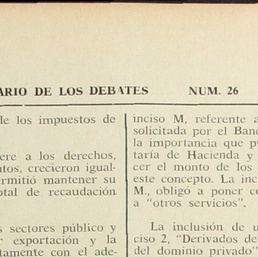 ARIO DE LOS DEBATES NUM. 26
de los impuestos de
ere a los derechos,
ntos, crecieron igual-
ermitió mantener su
otal de recaudación
s sectores público y
r exportación y la
tamente con el ade-
inciso M, referente a
solicitada por el Ban
la importancia que p
taría de Hacienda y
cer el monto de los
este concepto. La inc
M., obligó a poner c
a "otros servicios".
La inclusión de u
ciso 2, "Derivados de
del dominio privado"